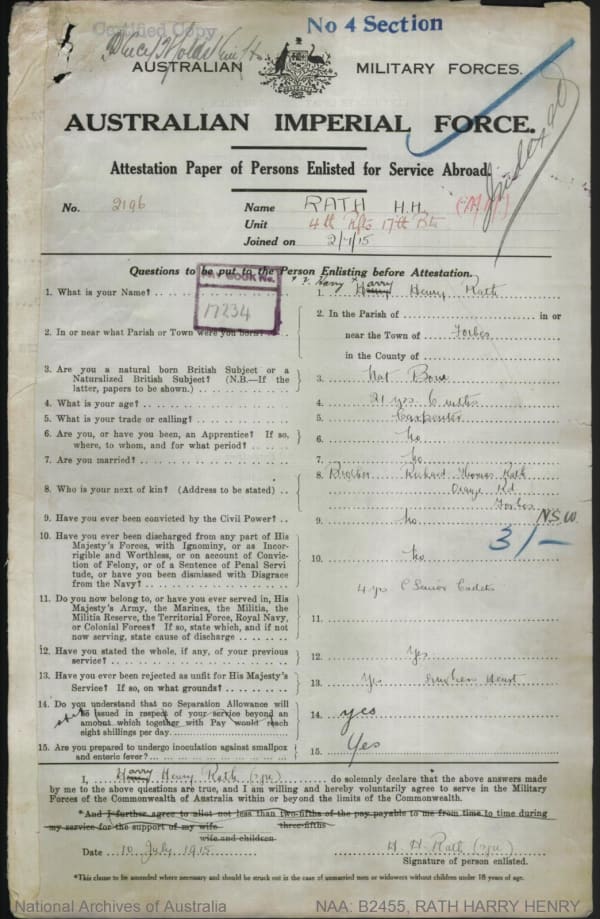 Certified Copy
No 4 Section
AUSTRALIAN MILITARY FORCES.
AUSTRALIAN IMPERIAL FORCE.
Attestation Paper of Persons Enlisted for Service Abroad.
Indexed
No. 2196 Name RATH H.H.
Unit 4th Rfts 17th Btn
Joined on 2/7/15
Questions to be put to the Person Enlisting before Attestation.
PAY BOOK No.
17234
1. What is your Name? 1. Harry Henry Rath
2. In or near what Parish or Town were you born? 2. In the Parish of in or
near the Town of Forbes
in the County of
3. Are you a natural born British Subject or a
Naturalized British Subject? (N.B.—If the
latter, papers to be shown.) 3. Nat Born
4. What is your age? 4. 21 yrs 6 mths
5. What is your trade or calling? 5. Carpenter
6. Are you, or have you been, an Apprentice? If so,
where, to whom, and for what period? 6. No
7. Are you married? 7. No
8. Who is your next of kin? (Address to be stated) 8. Brother Richard Thomas Rath
Orange Rd
Forbes
N.S.W.
9. Have you ever been convicted by the Civil Power? 9. No
3/-
10. Have you ever been discharged from any part of His
Majesty's Forces, with Ignominy, or as Incor-
rigible and Worthless, or on account of Convic-
tion of Felony, or of a Sentence of Penal Servi
tude, or have you been dismissed with Disgrace
from the Navy? 10. No
11. Do you now belong to, or have you ever served in, His
Majesty's Army, the Marines, the Militia, the
Militia Reserve, the Territorial Force, Royal Navy,
or Colonial Forces? If so, state which, and if not
now serving, state cause of discharge 11. 4 yrs Senior Cadets
12. Have you stated the whole, if any, of your previous
service? 12. Yes
13. Have you ever been rejected as unfit for His Majesty's
Service? If so, on what grounds? 13. Yes
14. Do you understand that no Separation Allowance will
be issued in respect of your service beyond an
amount which together with Pay would reach
eight shillings per day. 14. yes
15. Are you prepared to undergo inoculation against smallpox
and enteric fever? 15. Yes
I, Harry Henry Rath do solemnly declare that the above answers made
by me to the above questions are true, and I am willing and hereby voluntarily agree to serve in the Military
Forces of the Commonwealth of Australia within or beyond the limits of the Commonwealth.
*And I further agree to allot not less than two-fifths of the pay payable to me from time to time during
three-fifths
my service for the support of my wife
wife and children
Date 10 July 1915 H. H. Rath
Signature of person enlisted.
*This clause to be amended where necessary and should be struck out in the case of unmarried men or widowers without children under 18 years of age.
National Archives of Australia NAA: B2455, RATH HARRY HENRY